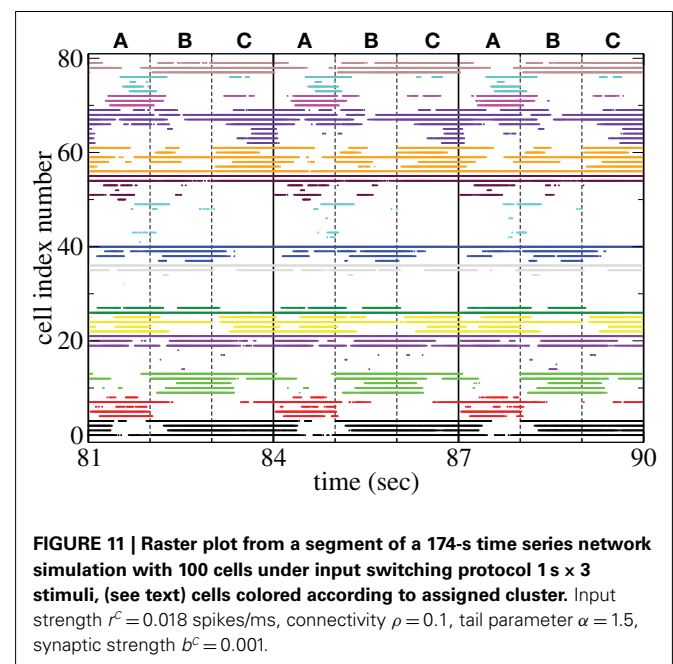 A B C A B C A B C
80
60
40
20
0
cell index number
81 84 87 90
time (sec)
FIGURE 11 | Raster plot from a segment of a 174-s time series network
simulation with 100 cells under input switching protocol 1 s x 3
stimuli, (see text) cells colored according to assigned cluster. Input
strength r^C = 0.018 spikes/ms, connectivity ρ = 0.1, tail parameter α = 1.5,
synaptic strength b^C = 0.001.